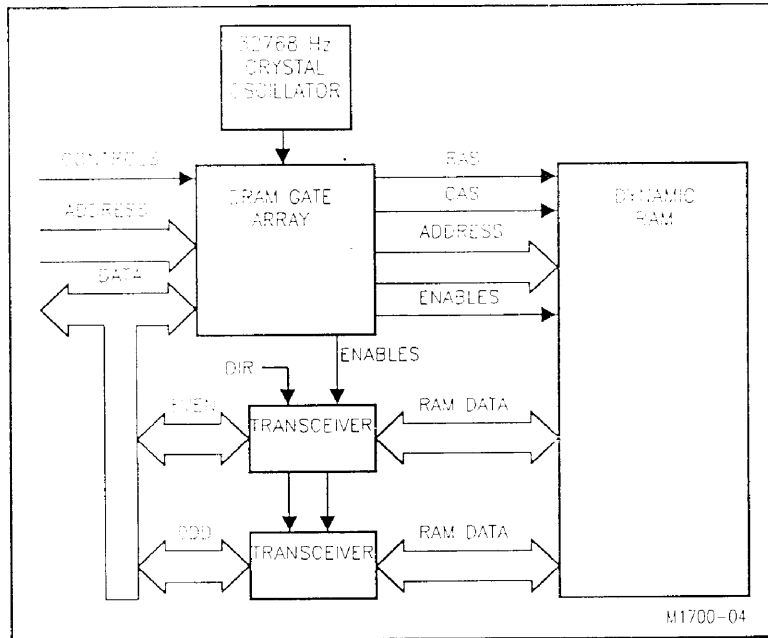 32768 Hz
CRYSTAL
OSCILLATOR
CONTROLS
ADDRESS
DATA
DRAM GATE
ARRAY
RAS
CAS
ADDRESS
ENABLES
DYNAMIC
RAM
ENABLES
DIR
EVEN
TRANSCEIVER
RAM DATA
ODD
TRANSCEIVER
RAM DATA
M1700-04